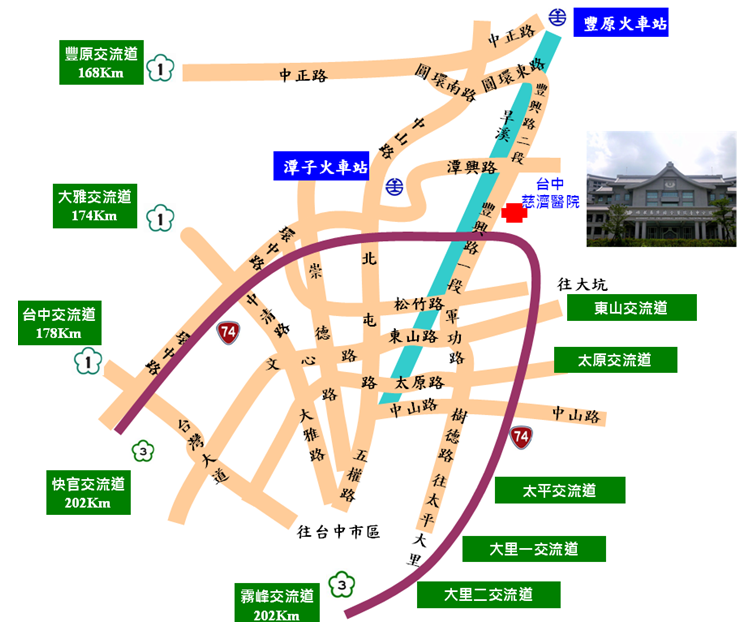 豐原火車站
中正路
豐原交流道
168Km
1
中正路
圓環南路
圓環東路
豐興路二段
旱溪
中山路
潭子火車站
潭興路
台中
慈濟醫院
大雅交流道
174Km
1
豐興路一段
環中路
崇德路
北屯路
往大坑
松竹路
軍功路
東山交流道
台中交流道
178Km
1
74
中清路
環中路
東山路
文心路
太原交流道
太原路
中山路
中山路
大雅路
樹德路
台灣大道
74
3
五權路
快官交流道
202Km
往太平大里
太平交流道
往台中市區
大里一交流道
3
霧峰交流道
202Km
大里二交流道